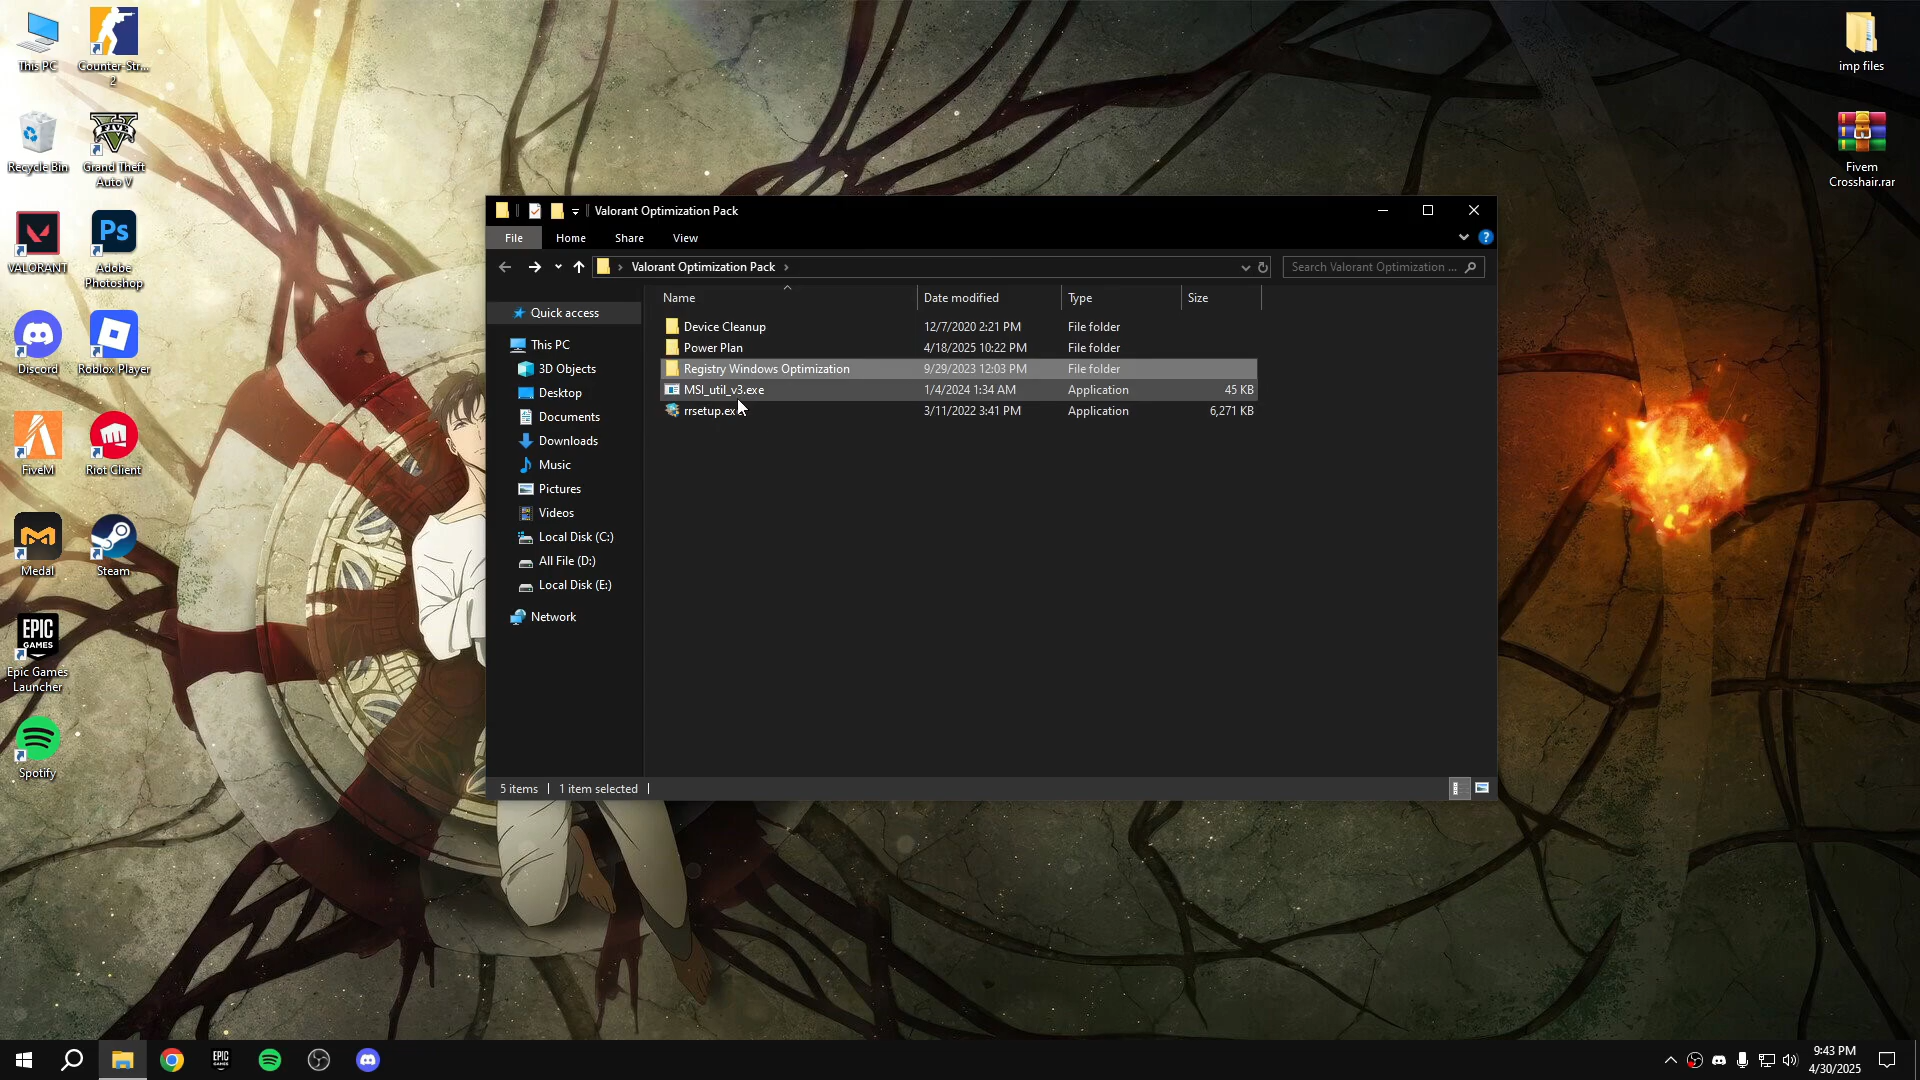 This PC
Counter-Str...
2
Recycle Bin
Grand Theft
Auto V
VALORANT
Ps
Adobe
Photoshop
Discord
Roblox Player
FiveM
Riot Client
Medal
Steam
EPIC
GAMES
Epic Games
Launcher
Spotify
imp files
Fivem
Crosshair.rar
Valorant Optimization Pack
File
Home
Share
View
?
Valorant Optimization Pack
Search Valorant Optimization ...
Name
Date modified
Type
Size
Quick access
This PC
3D Objects
Desktop
Documents
Downloads
Music
Pictures
Videos
Local Disk (C:)
All File (D:)
Local Disk (E:)
Network
Device Cleanup 12/7/2020 2:21 PM File folder
Power Plan 4/18/2025 10:22 PM File folder
Registry Windows Optimization 9/29/2023 12:03 PM File folder
MSI_util_v3.exe 1/4/2024 1:34 AM Application 45 KB
rrsetup.ex 3/11/2022 3:41 PM Application 6,271 KB
5 items
1 item selected
9:43 PM
4/30/2025